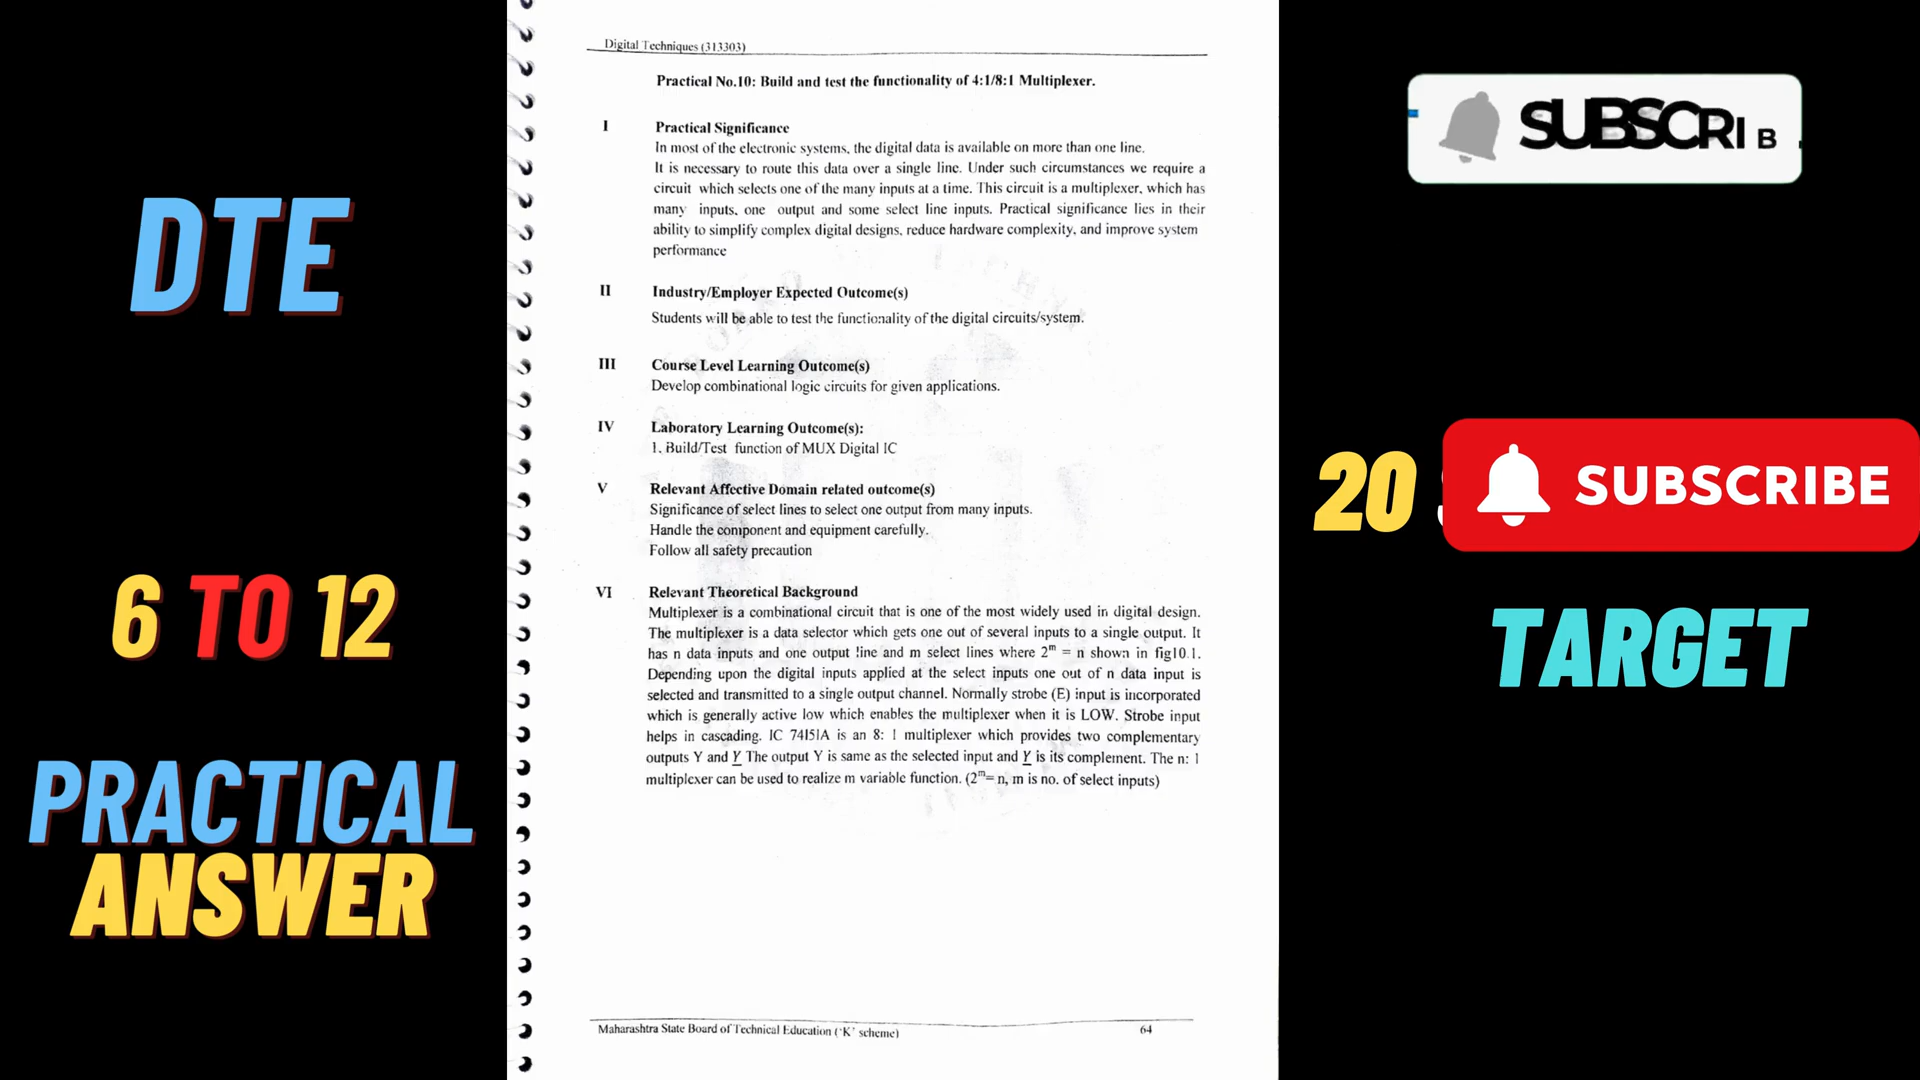 DTE
6 TO 12
PRACTICAL
ANSWER
Digital Techniques (313303)
Practical No.10: Build and test the functionality of 4:1/8:1 Multiplexer.
I Practical Significance
In most of the electronic systems, the digital data is available on more than one line.
It is necessary to route this data over a single line. Under such circumstances we require a
circuit which selects one of the many inputs at a time. This circuit is a multiplexer, which has
many inputs, one output and some select line inputs. Practical significance lies in their
ability to simplify complex digital designs, reduce hardware complexity, and improve system
performance
II Industry/Employer Expected Outcome(s)
Students will be able to test the functionality of the digital circuits/system.
III Course Level Learning Outcome(s)
Develop combinational logic circuits for given applications.
IV Laboratory Learning Outcome(s):
1. Build/Test function of MUX Digital IC
V Relevant Affective Domain related outcome(s)
Significance of select lines to select one output from many inputs.
Handle the component and equipment carefully.
Follow all safety precaution
VI Relevant Theoretical Background
Multiplexer is a combinational circuit that is one of the most widely used in digital design.
The multiplexer is a data selector which gets one out of several inputs to a single output. It
has n data inputs and one output line and m select lines where 2ᵐ = n shown in fig10.1.
Depending upon the digital inputs applied at the select inputs one out of n data input is
selected and transmitted to a single output channel. Normally strobe (E) input is incorporated
which is generally active low which enables the multiplexer when it is LOW. Strobe input
helps in cascading. IC 74151A is an 8: 1 multiplexer which provides two complementary
outputs Y and Y The output Y is same as the selected input and Y is its complement. The n: 1
multiplexer can be used to realize m variable function. (2ᵐ= n, m is no. of select inputs)
Maharashtra State Board of Technical Education ('K' scheme) 64
SUBSCRI B
20
SUBSCRIBE
TARGET